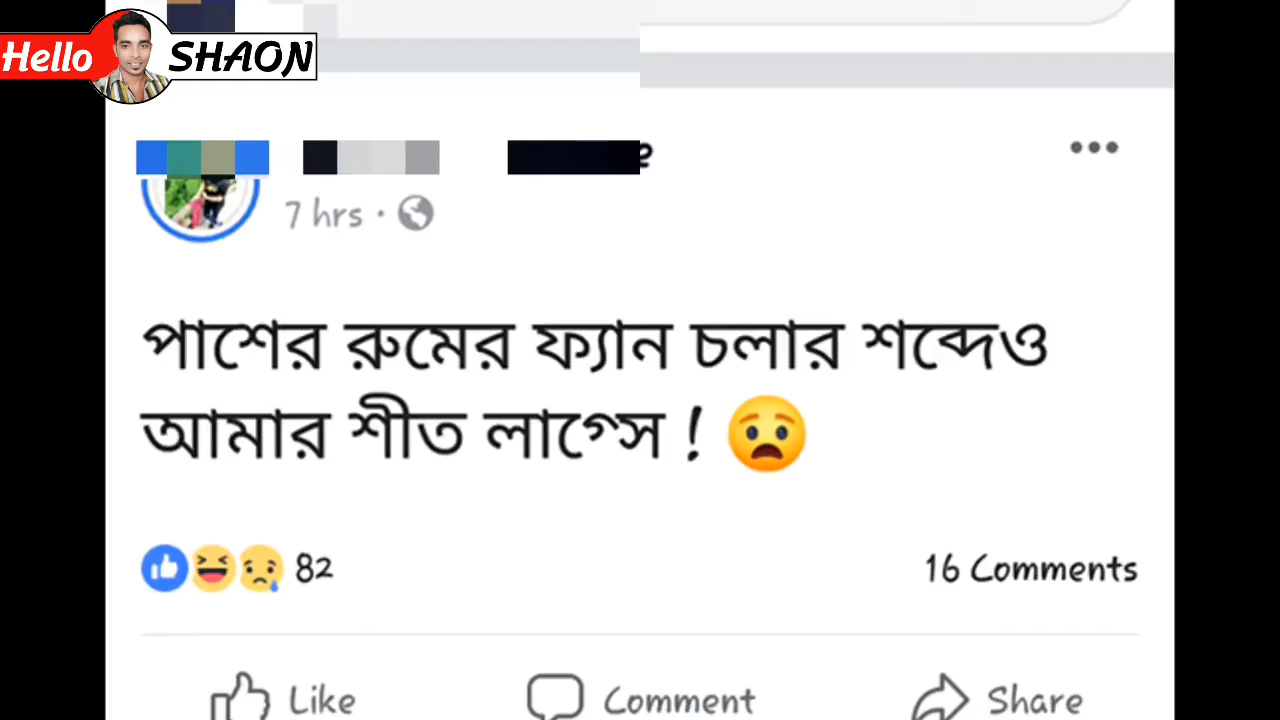 Hello SHAON
7 hrs
পাশের রুমের ফ্যান চলার শব্দেও
আমার শীত লাগ্সে ! 😧
82 16 Comments
Like Comment Share